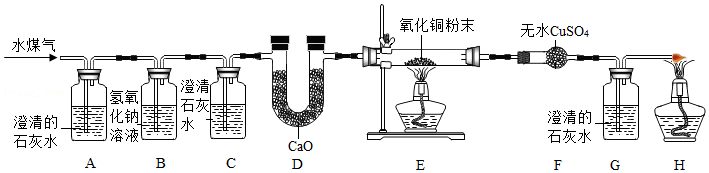 水煤气
澄清的
石灰水
A
氢氧
化钠
溶液
B
澄清
石灰
水
C
CaO
D
氧化铜粉末
E
无水CuSO₄
F
澄清的
石灰水
G
H